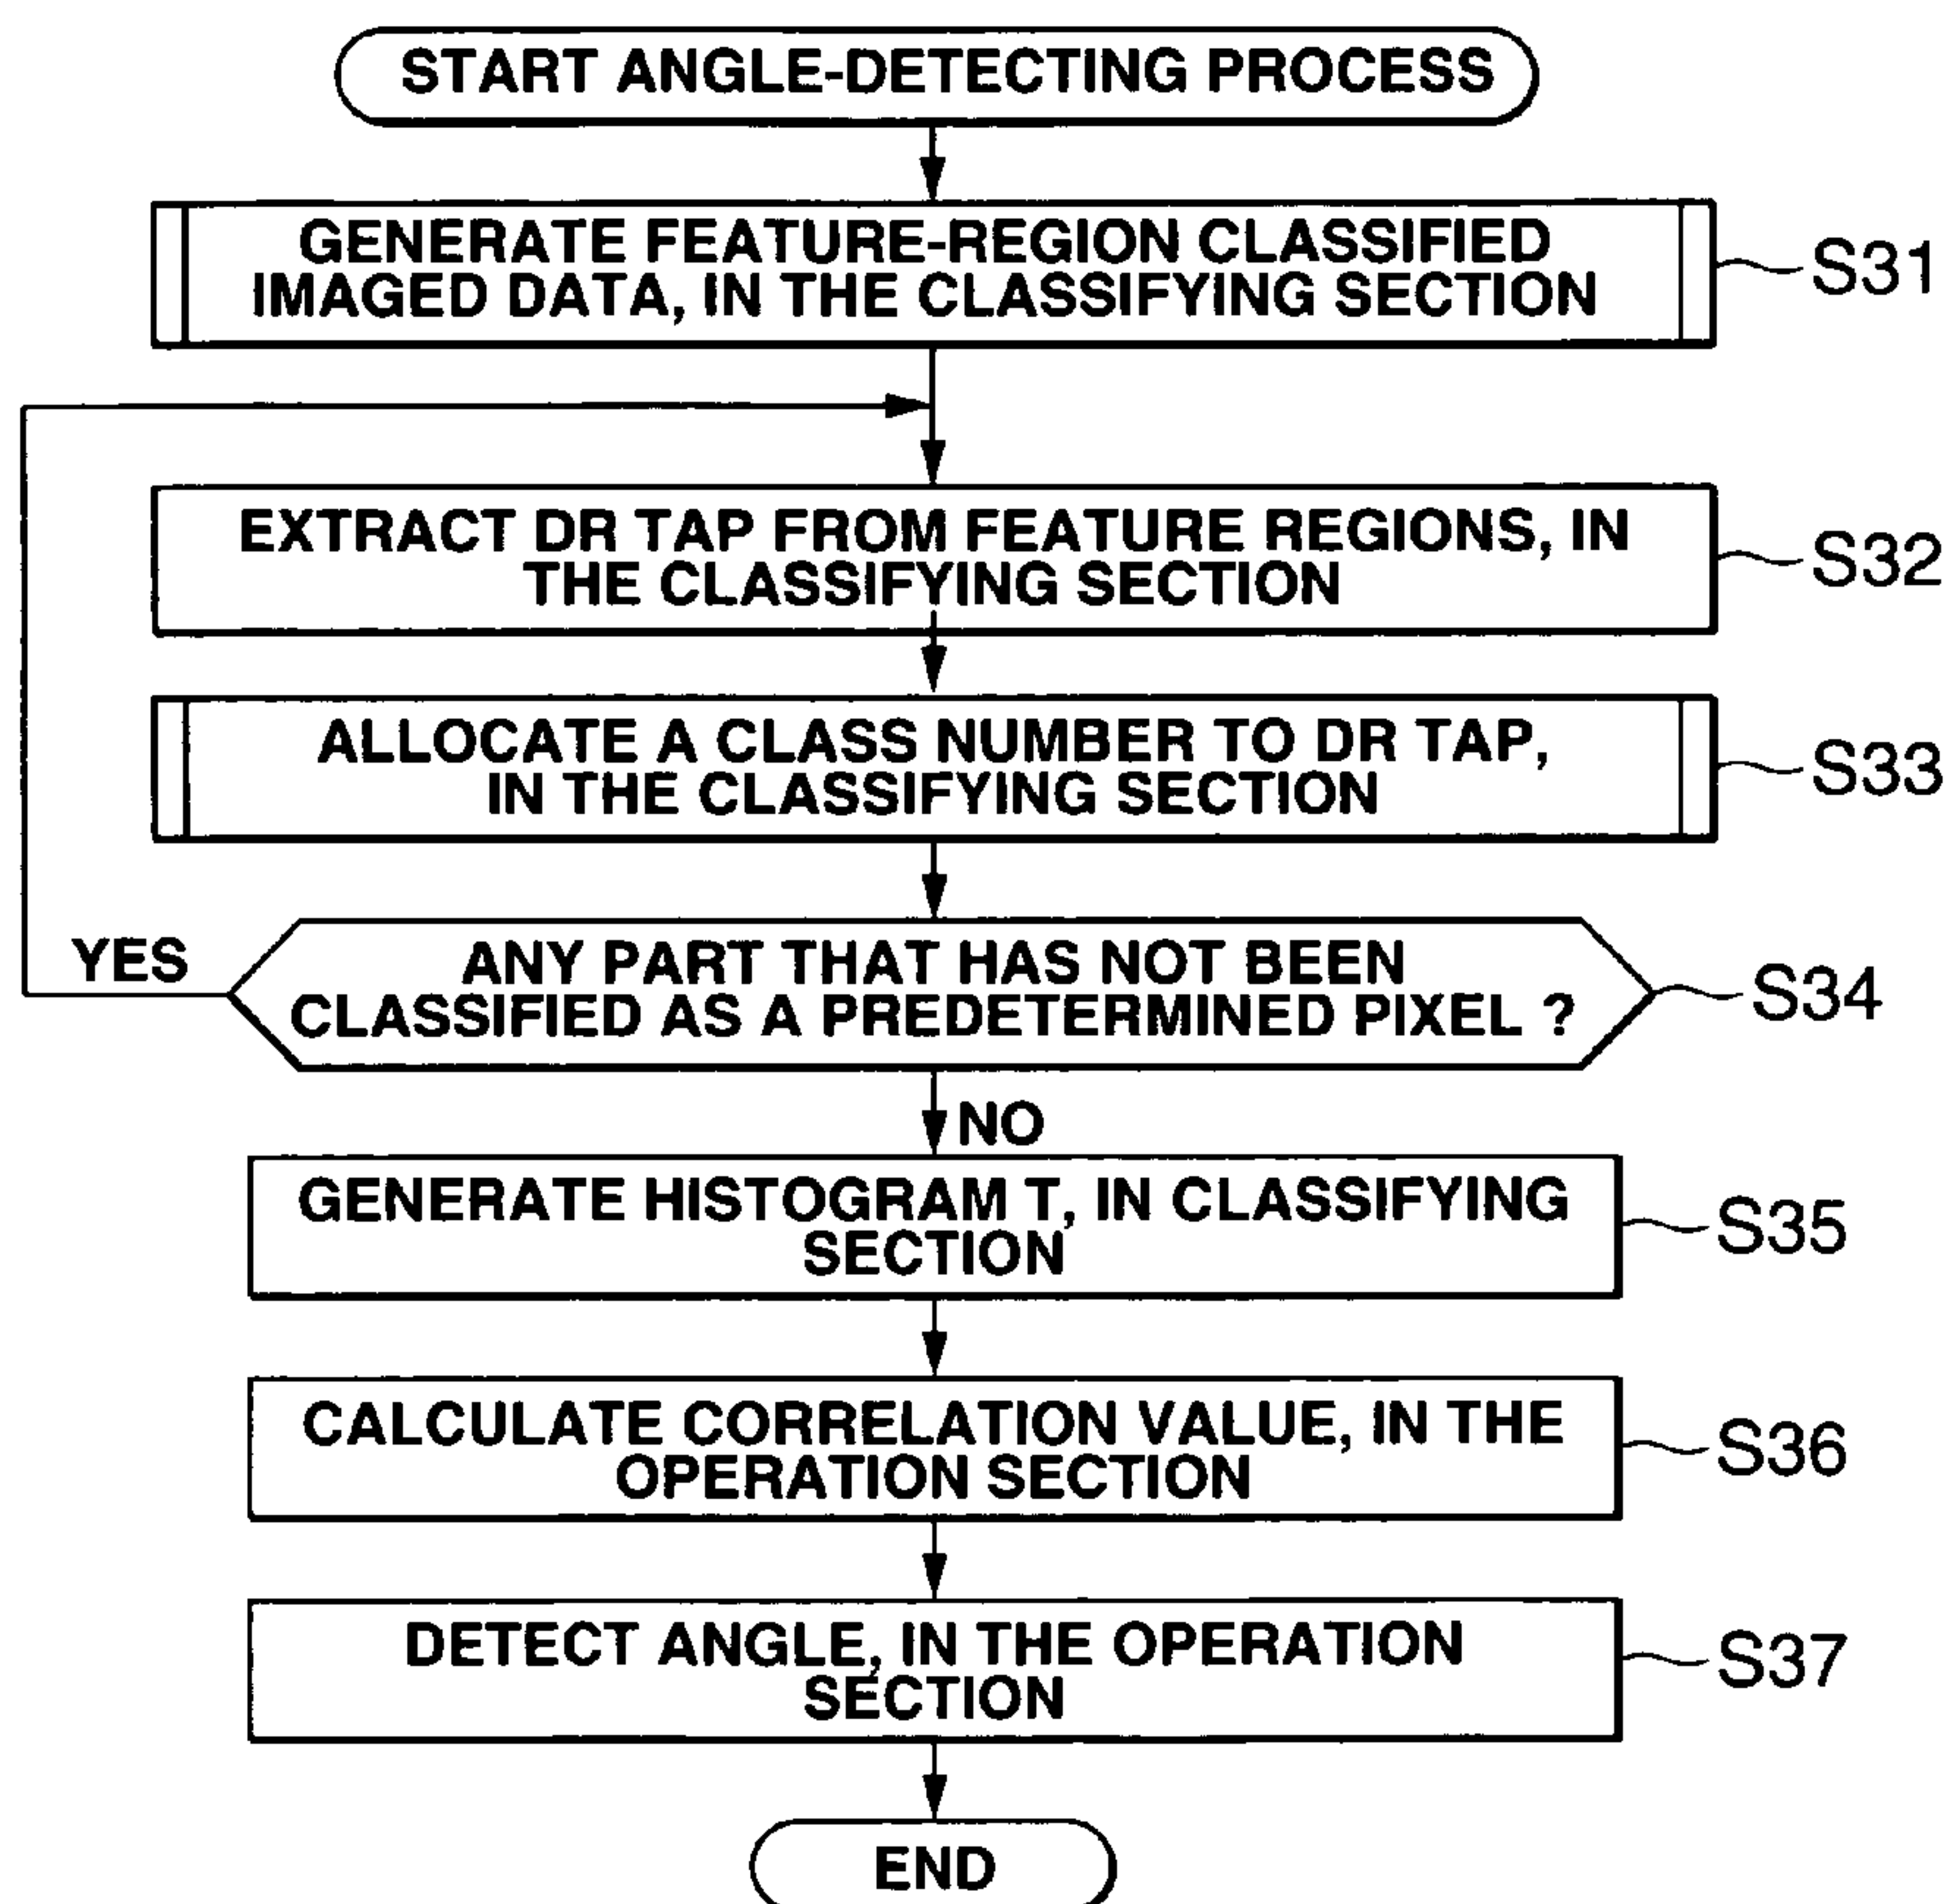 START ANGLE-DETECTING PROCESS
GENERATE FEATURE-REGION CLASSIFIED
IMAGED DATA, IN THE CLASSIFYING SECTION
S31
EXTRACT DR TAP FROM FEATURE REGIONS, IN
THE CLASSIFYING SECTION
S32
ALLOCATE A CLASS NUMBER TO DR TAP,
IN THE CLASSIFYING SECTION
S33
YES
ANY PART THAT HAS NOT BEEN
CLASSIFIED AS A PREDETERMINED PIXEL ?
S34
NO
GENERATE HISTOGRAM T, IN CLASSIFYING
SECTION
S35
CALCULATE CORRELATION VALUE, IN THE
OPERATION SECTION
S36
DETECT ANGLE, IN THE OPERATION
SECTION
S37
END